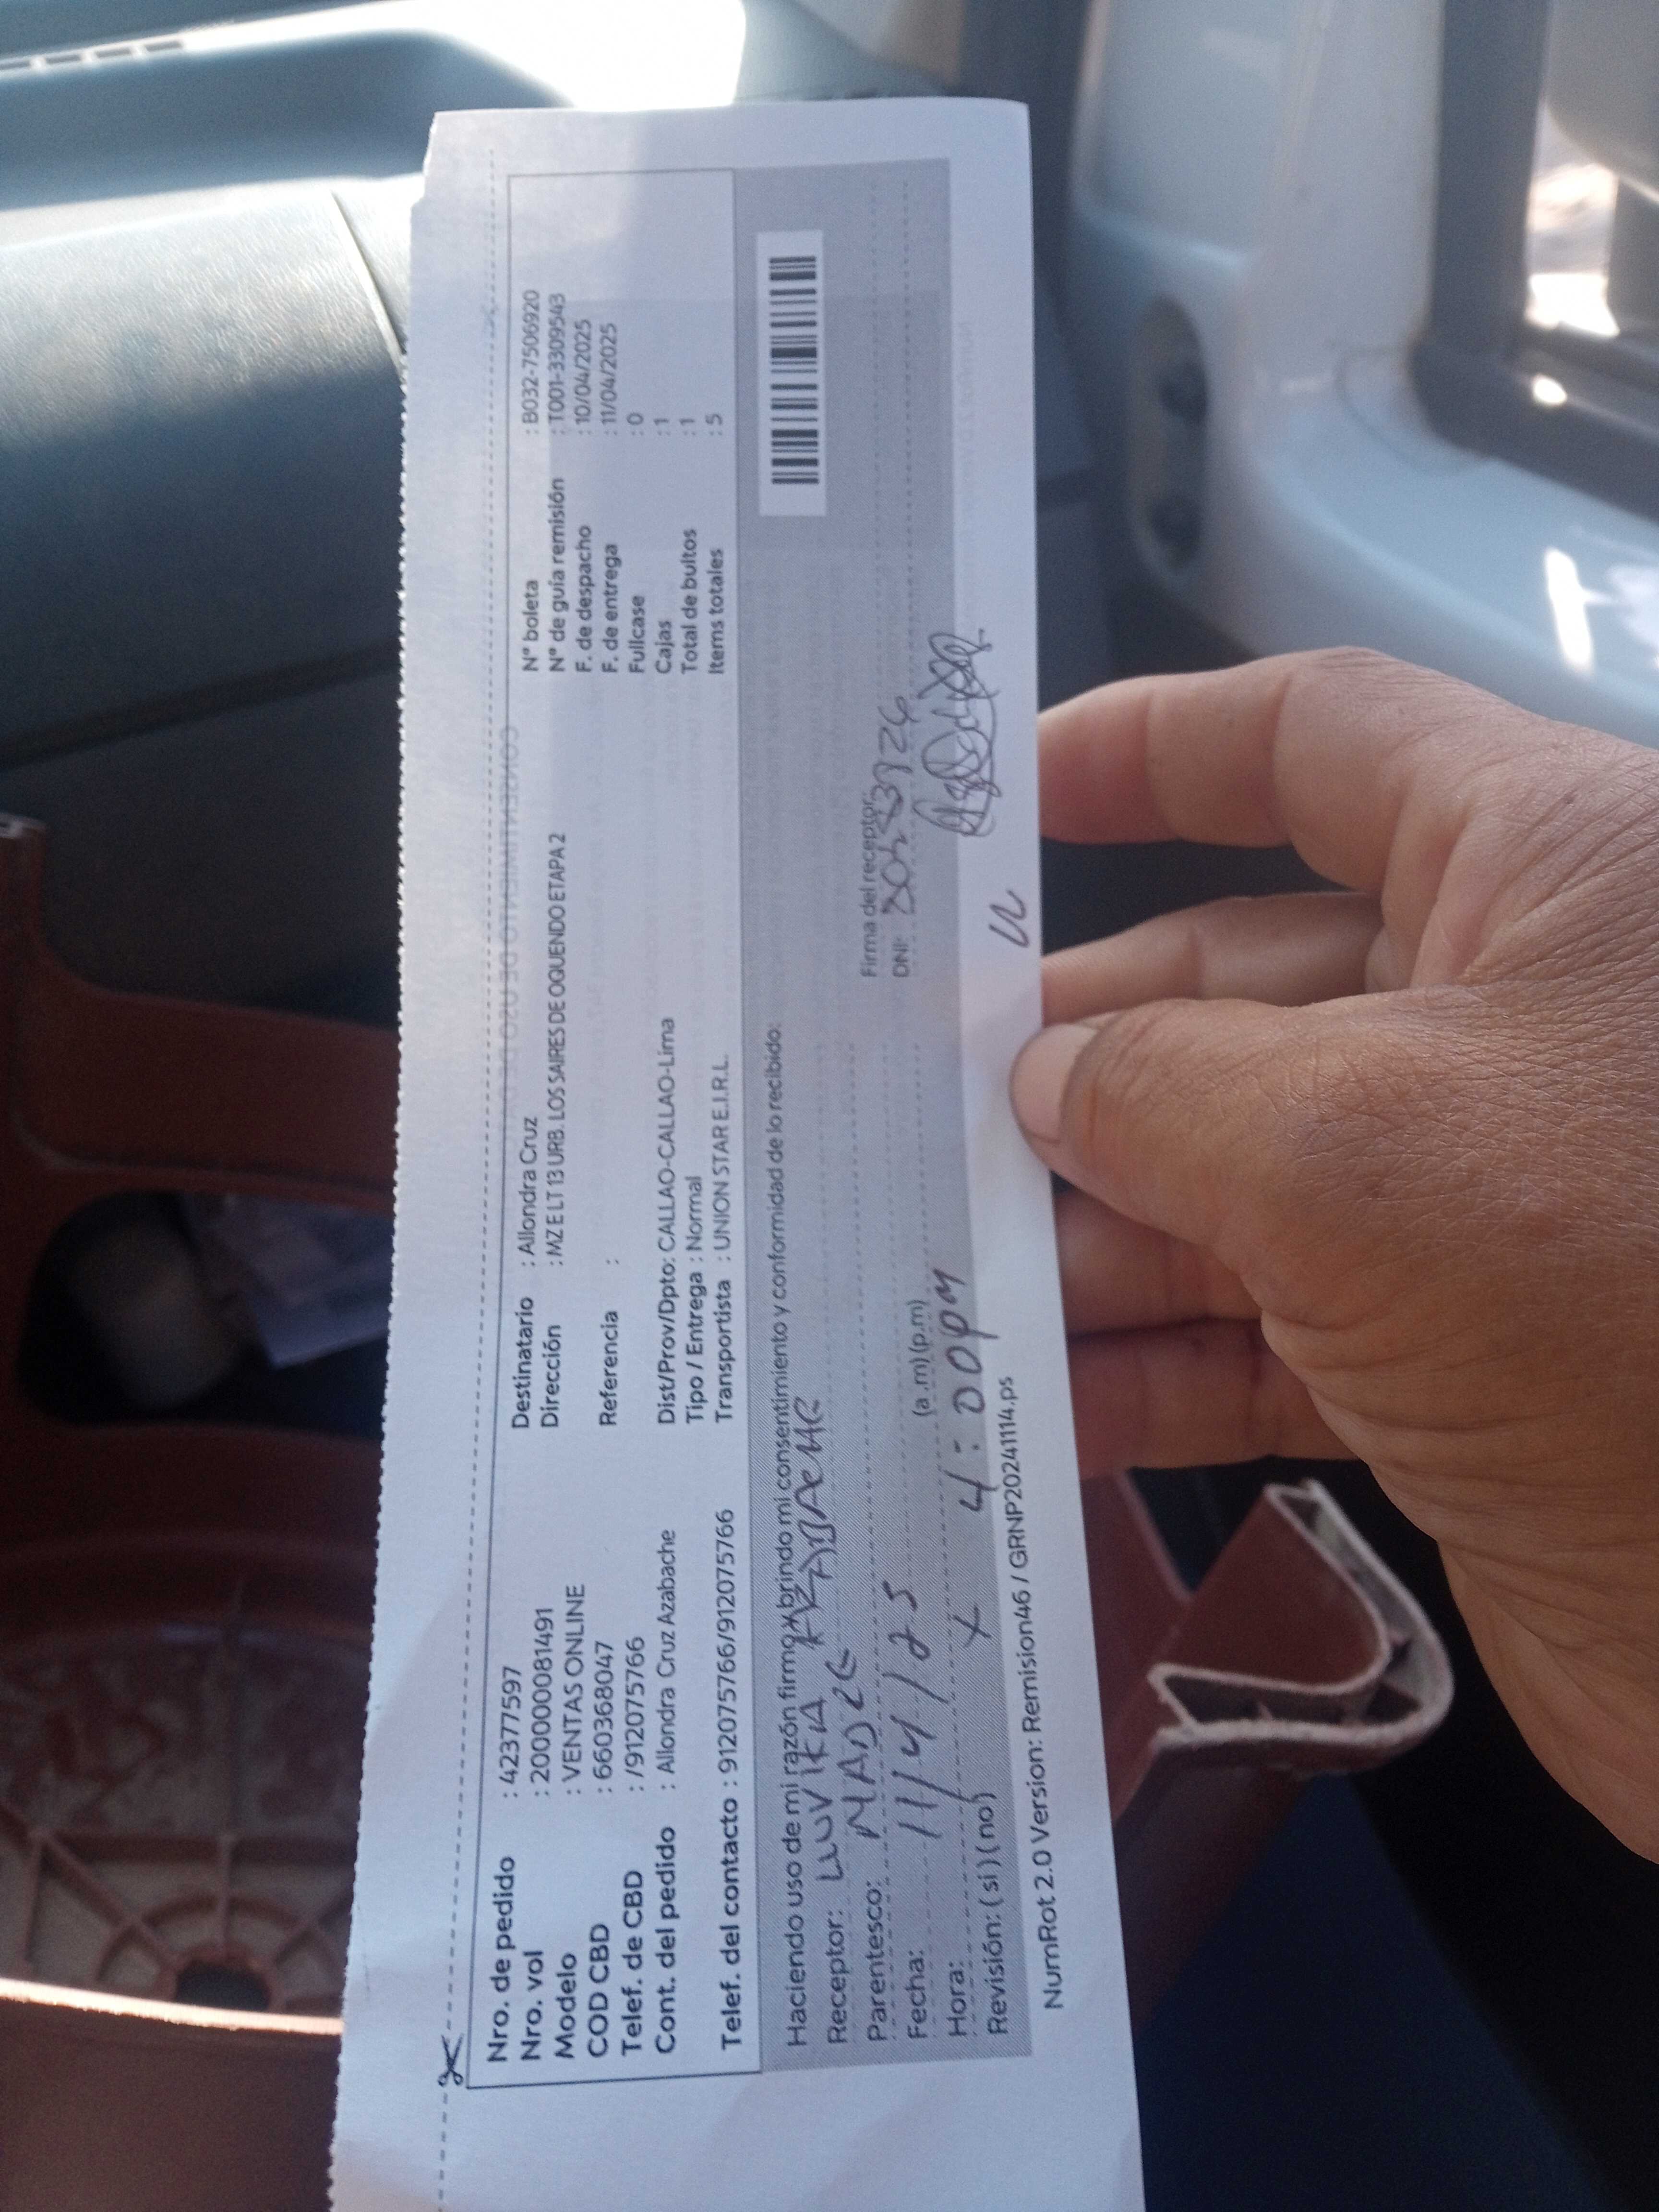 Nro. de pedido : 42377597
Nro. vol : 200000081491
Modelo : VENTAS ONLINE
COD CBD : 660368047
Telef. de CBD : /912075766
Cont. del pedido : Allondra Cruz Azabache
Telef. del contacto : 912075766/912075766
Destinatario : Allondra Cruz
Dirección : MZ E LT 13 URB. LOS SAIRES DE OQUENDO ETAPA 2
Referencia :
Dist/Prov/Dpto: CALLAO-CALLAO-Lima
Tipo / Entrega : Normal
Transportista : UNION STAR E.I.R.L.
N° boleta : B032-7506920
N° de guía remisión : T001-3309543
F. de despacho : 10/04/2025
F. de entrega : 11/04/2025
Fullcase : 0
Cajas : 1
Total de bultos : 1
Items totales : 5
Haciendo uso de mi razón firmo y brindo mi consentimiento y conformidad de lo recibido:
Receptor:
Parentesco: MADRE
Fecha: 11/4/25
Hora: 4:00pm (a.m)(p.m)
Revisión: (si)(no)
Firma del receptor:
DNI:
NumRot 2.0 Version: Remision46 / GRNP20241114.ps